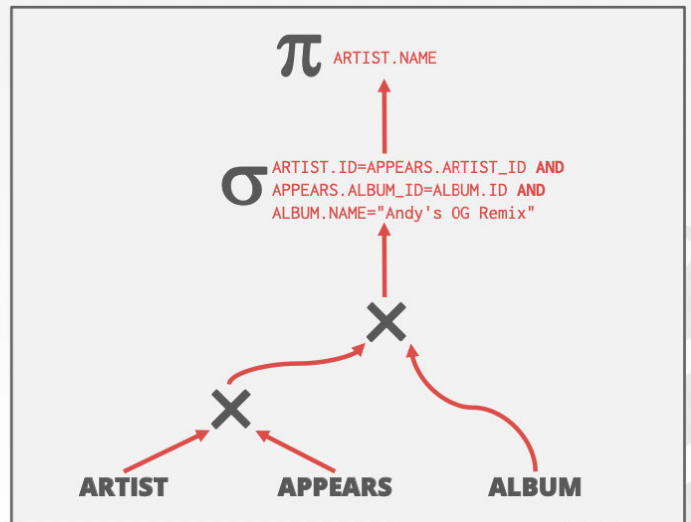 π ARTIST.NAME
σ ARTIST.ID=APPEARS.ARTIST_ID AND
APPEARS.ALBUM_ID=ALBUM.ID AND
ALBUM.NAME="Andy's OG Remix"
×
×
ARTIST APPEARS ALBUM